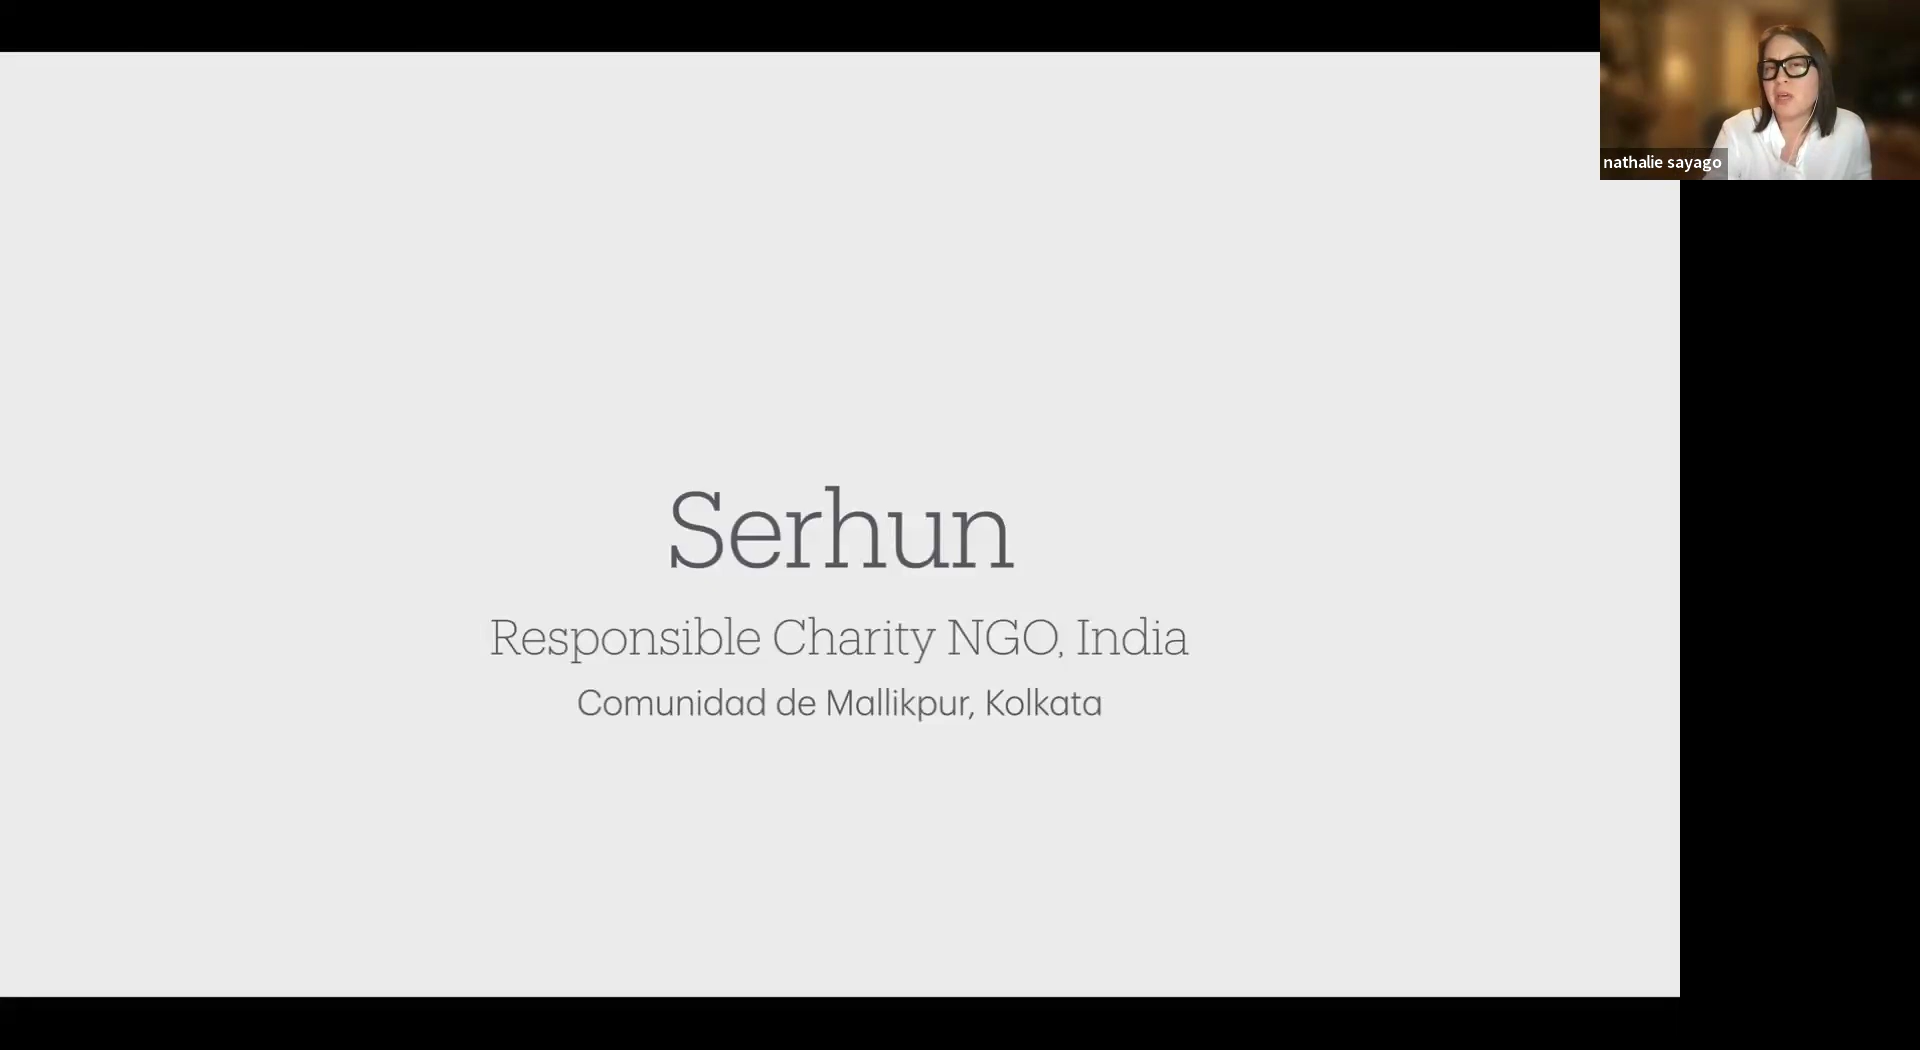 nathalie sayago
Serhun
Responsible Charity NGO, India
Comunidad de Mallikpur, Kolkata